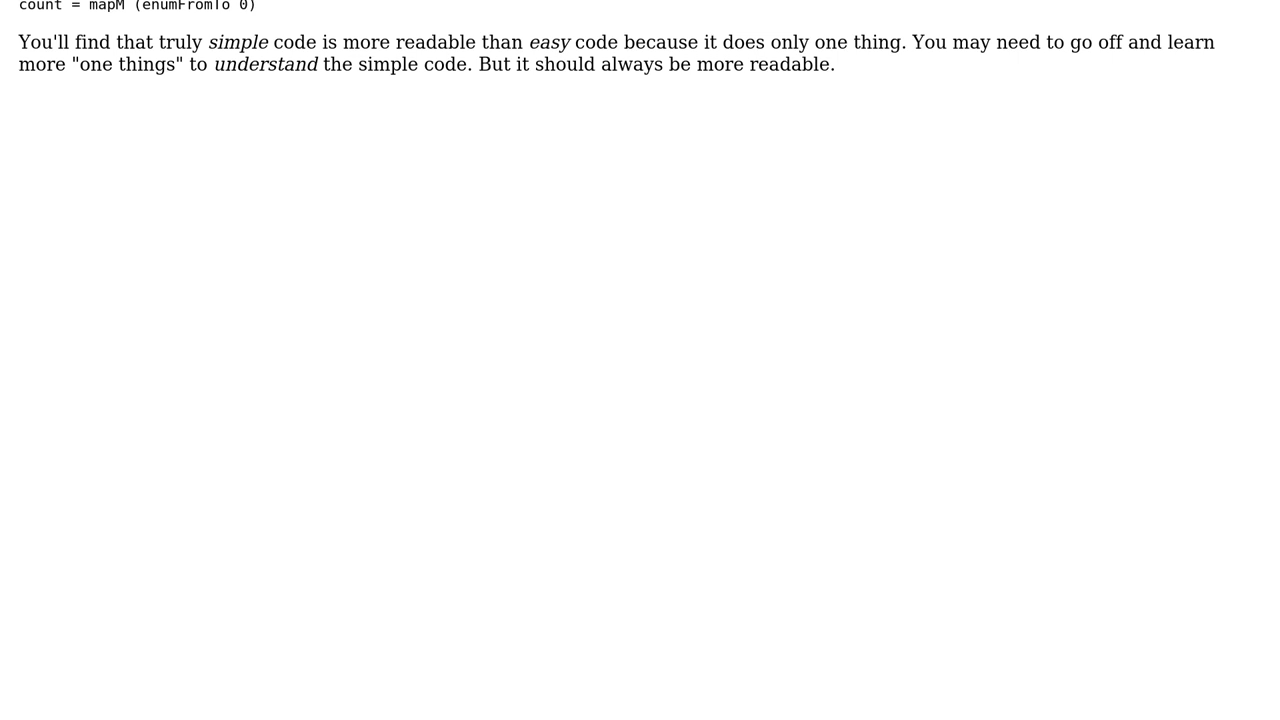 count = mapM (enumFromTo 0)
You'll find that truly simple code is more readable than easy code because it does only one thing. You may need to go off and learn
more "one things" to understand the simple code. But it should always be more readable.